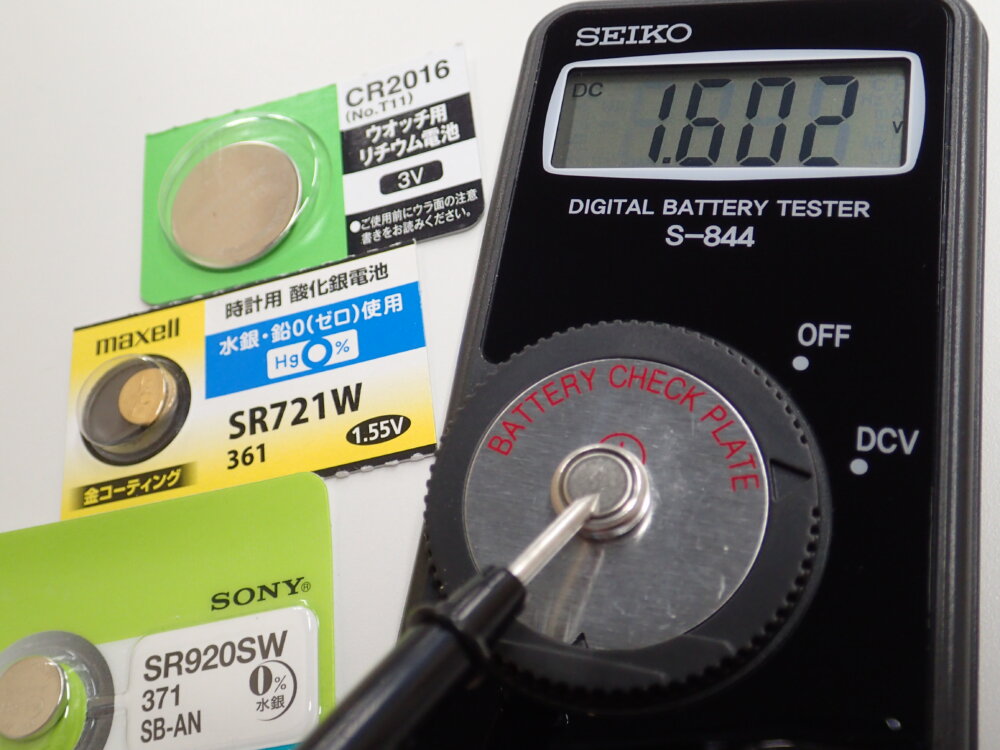 CR2016
(No.T11)
ウオッチ用
リチウム電池
3V
●ご使用前にウラ面の注意
書きをお読みください。
maxell
時計用 酸化銀電池
水銀・鉛0(ゼロ)使用
Hg 0%
SR721W
361
1.55V
金コーティング
SONY®
SR920SW
371
SB-AN
0%
水銀
SEIKO
DC
1.602
V
DIGITAL BATTERY TESTER
S-844
OFF
DCV
BATTERY CHECK PLATE